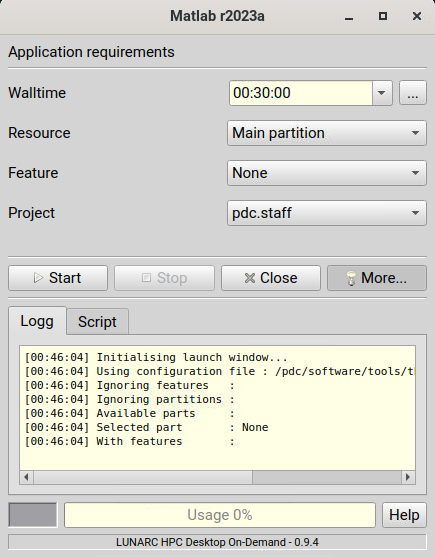 Matlab r2023a
Application requirements
Walltime 00:30:00 ...
Resource Main partition
Feature None
Project pdc.staff
Start Stop Close More...
Logg Script
[00:46:04] Initialising launch window...
[00:46:04] Using configuration file : /pdc/software/tools/t
[00:46:04] Ignoring features :
[00:46:04] Ignoring partitions :
[00:46:04] Available parts :
[00:46:04] Selected part : None
[00:46:04] With features :
Usage 0% Help
LUNARC HPC Desktop On-Demand - 0.9.4